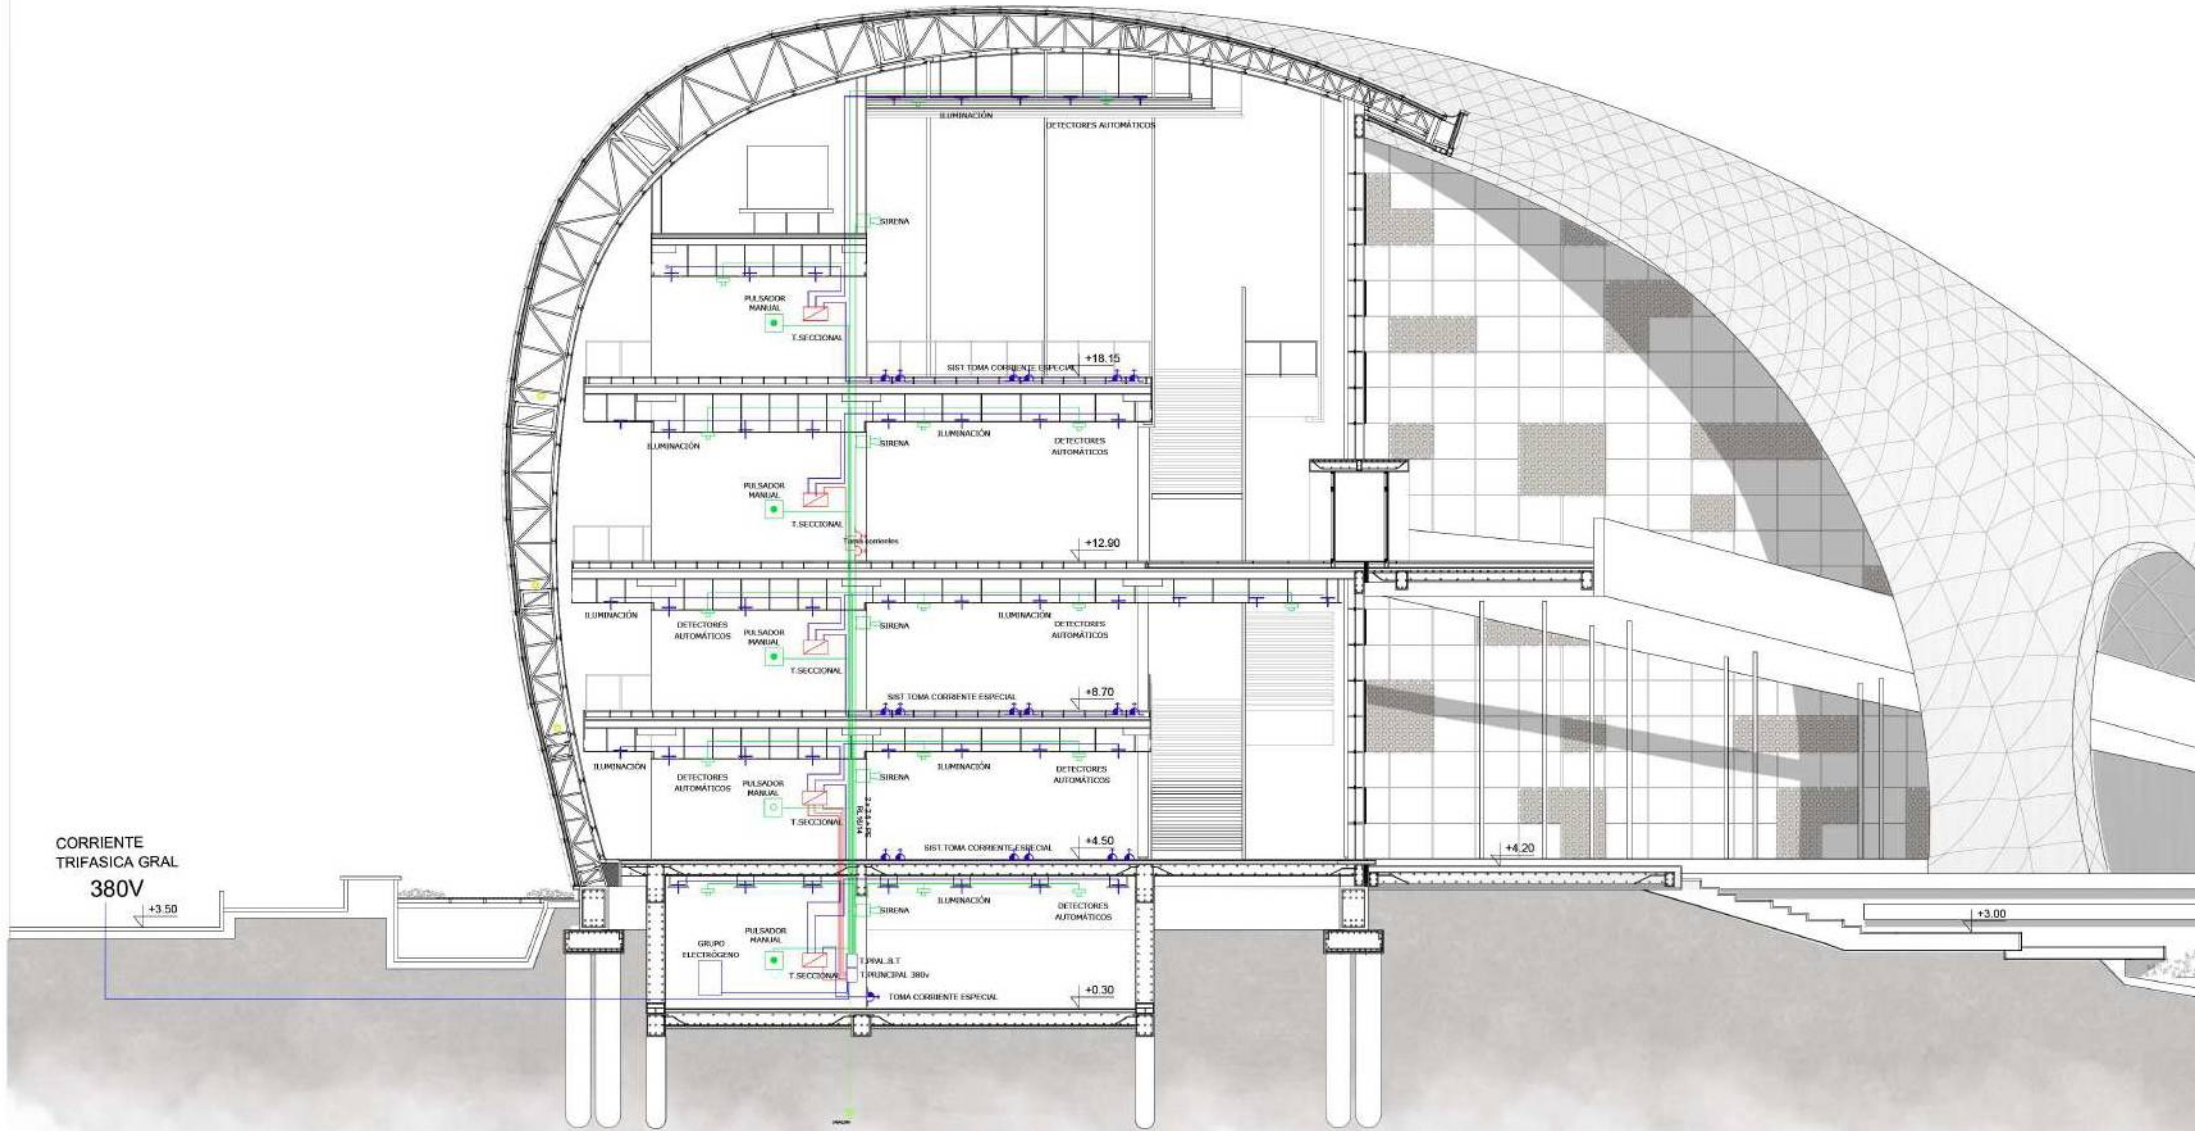 ILUMINACIÓN
DETECTORES AUTOMÁTICOS
SIRENA
PULSADOR
MANUAL
T.SECCIONAL
+18.15
SIST.TOMA CORRIENTE ESPECIAL
ILUMINACIÓN
ILUMINACIÓN
SIRENA
DETECTORES
AUTOMÁTICOS
PULSADOR
MANUAL
T.SECCIONAL
Toma corrientes
+12.90
ILUMINACIÓN
DETECTORES
AUTOMÁTICOS
PULSADOR
MANUAL
T.SECCIONAL
SIRENA
ILUMINACIÓN
DETECTORES
AUTOMÁTICOS
SIST.TOMA CORRIENTE ESPECIAL
+8.70
ILUMINACIÓN
DETECTORES
AUTOMÁTICOS
PULSADOR
MANUAL
T.SECCIONAL
SIRENA
ILUMINACIÓN
DETECTORES
AUTOMÁTICOS
SIST.TOMA CORRIENTE ESPECIAL
+4.50
+4.20
CORRIENTE
TRIFASICA GRAL
380V
+3.50
ILUMINACIÓN
DETECTORES
AUTOMÁTICOS
SIRENA
PULSADOR
MANUAL
GRUPO
ELECTRÓGENO
T.SECCIONAL
T.PPAL.B.T
T.PRINCIPAL 380v
TOMA CORRIENTE ESPECIAL
+0.30
+3.00